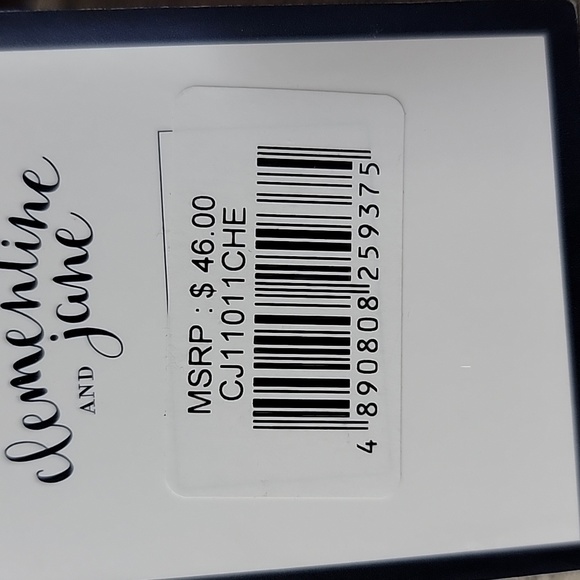 clementine
AND jane
MSRP : $ 46.00
CJ11011CHE
4 890808 259375